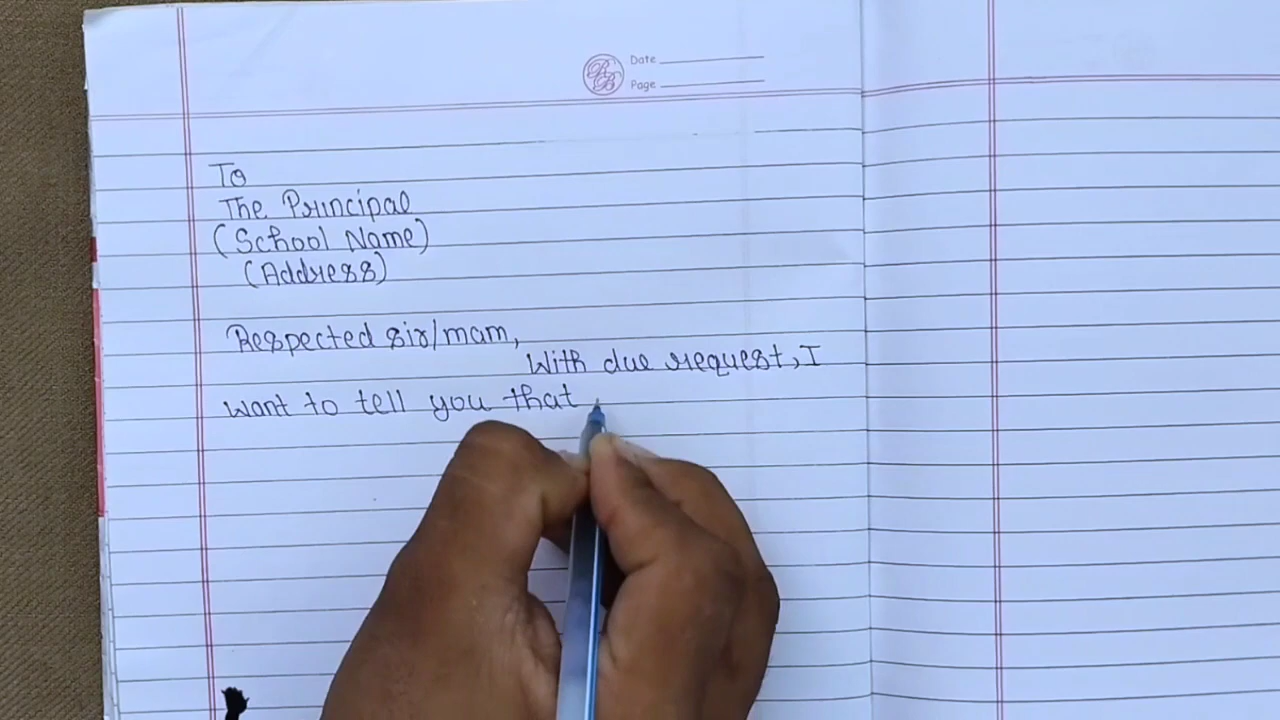 Date
Page
To
The Principal
(School Name)
(Address)
Respected sir/mam,
With due request, I
want to tell you that